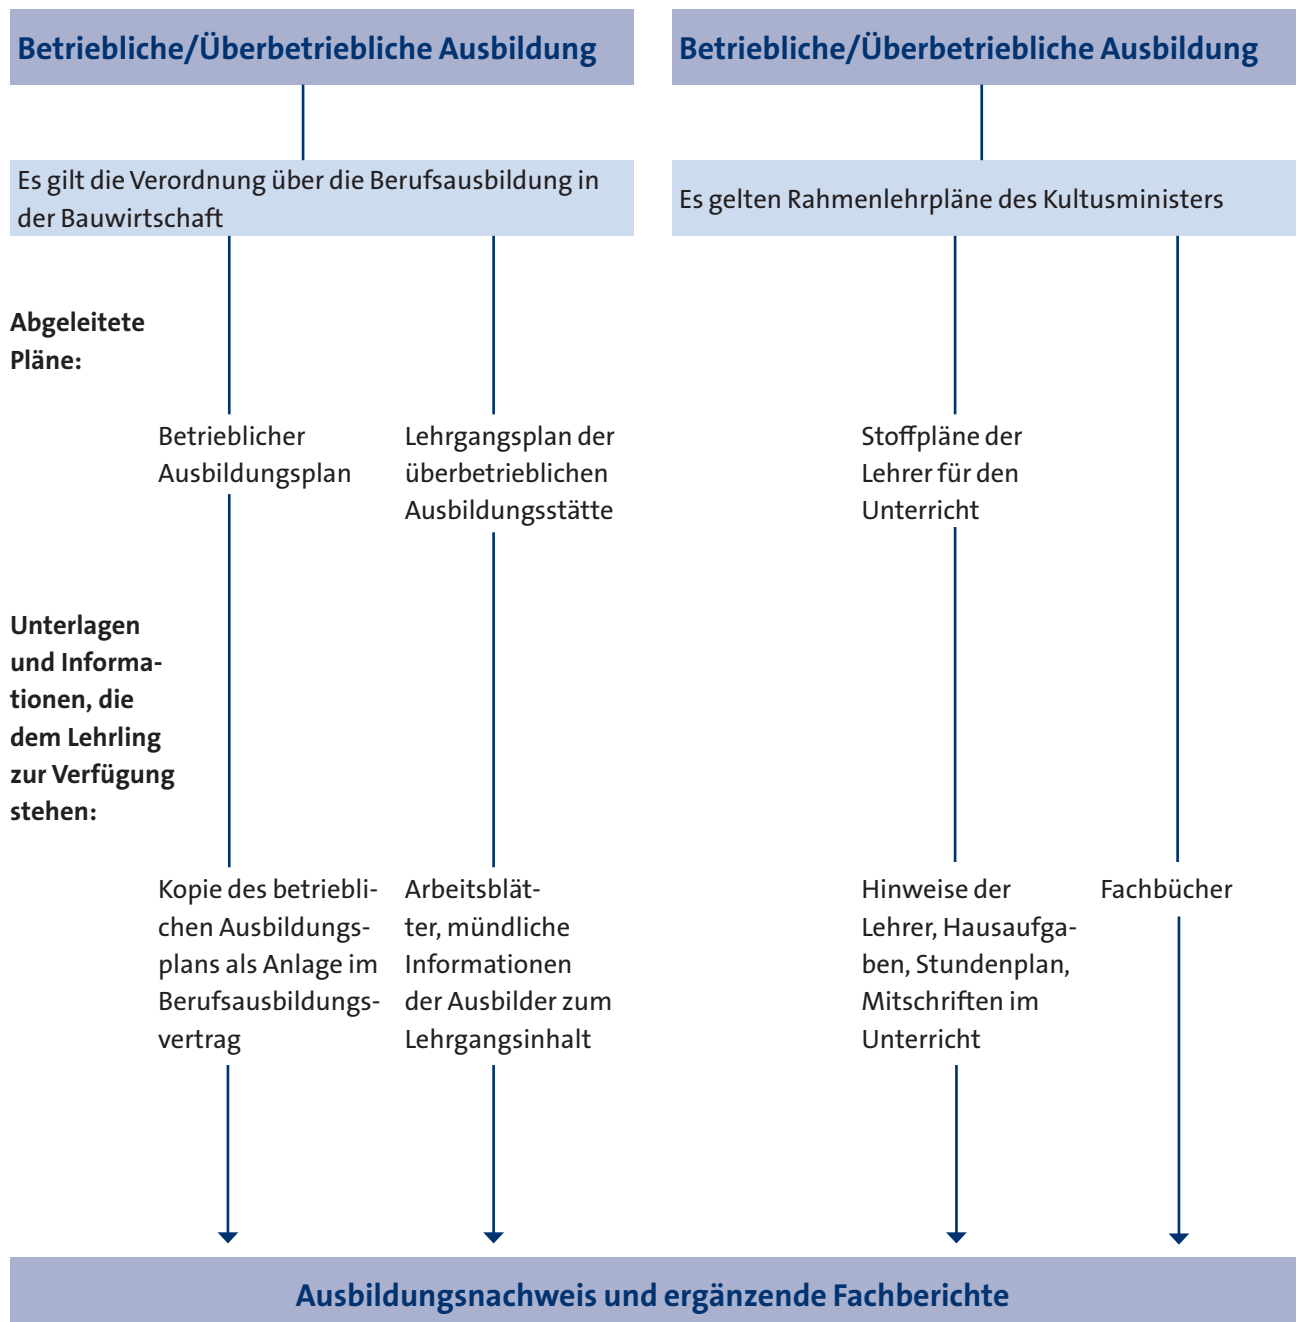 Betriebliche/Überbetriebliche Ausbildung
Betriebliche/Überbetriebliche Ausbildung
Es gilt die Verordnung über die Berufsausbildung in
der Bauwirtschaft
Es gelten Rahmenlehrpläne des Kultusministers
Abgeleitete
Pläne:
Betrieblicher
Ausbildungsplan
Lehrgangsplan der
überbetrieblichen
Ausbildungsstätte
Stoffpläne der
Lehrer für den
Unterricht
Unterlagen
und Informa-
tionen, die
dem Lehrling
zur Verfügung
stehen:
Kopie des betriebli-
chen Ausbildungs-
plans als Anlage im
Berufsausbildungs-
vertrag
Arbeitsblät-
ter, mündliche
Informationen
der Ausbilder zum
Lehrgangsinhalt
Hinweise der
Lehrer, Hausaufga-
ben, Stundenplan,
Mitschriften im
Unterricht
Fachbücher
Ausbildungsnachweis und ergänzende Fachberichte